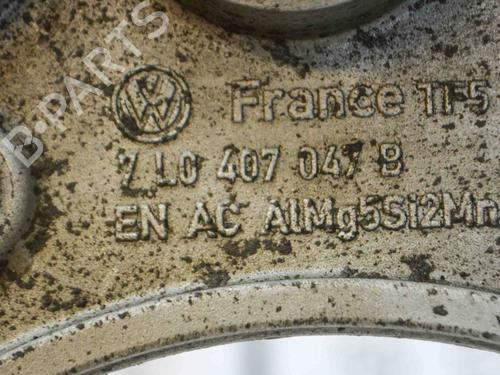 B-PARTS
VW France TF5
7L0 407 047 B
EN AC AlMg5Si2Mn